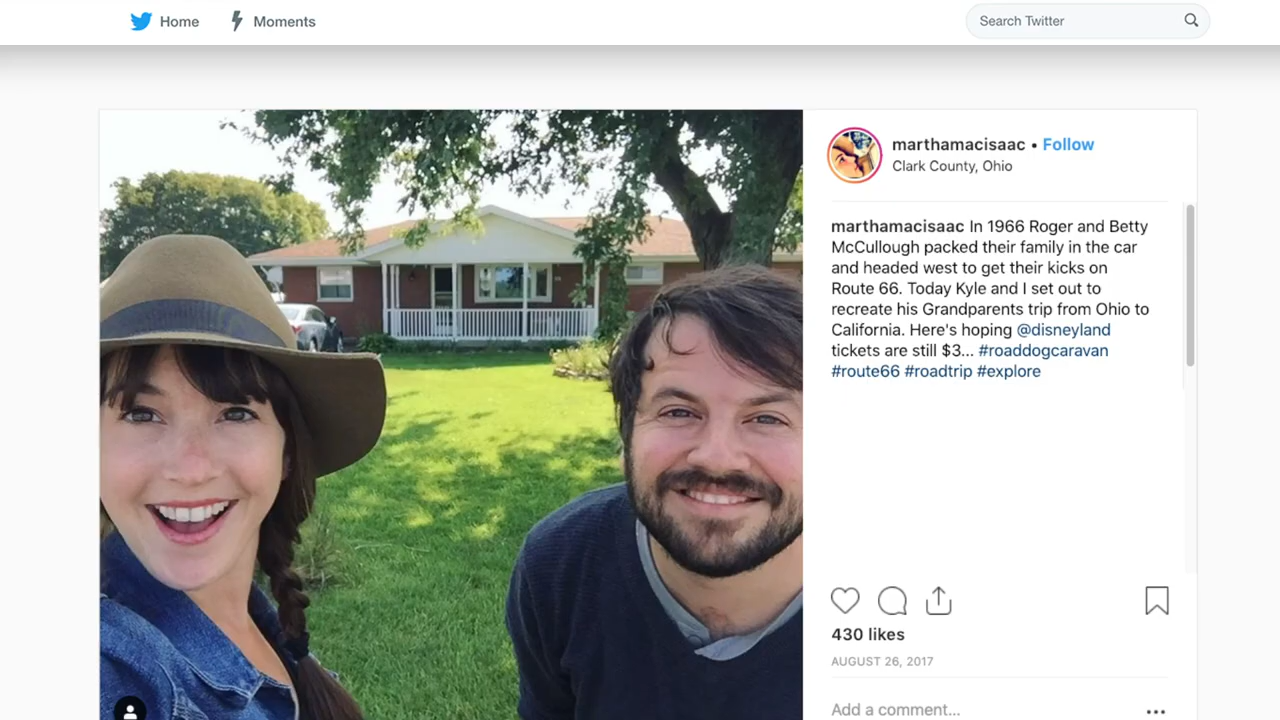 Home Moments Search Twitter
marthamacisaac • Follow
Clark County, Ohio
marthamacisaac In 1966 Roger and Betty
McCullough packed their family in the car
and headed west to get their kicks on
Route 66. Today Kyle and I set out to
recreate his Grandparents trip from Ohio to
California. Here's hoping @disneyland
tickets are still $3... #roaddogcaravan
#route66 #roadtrip #explore
430 likes
AUGUST 26, 2017
Add a comment...